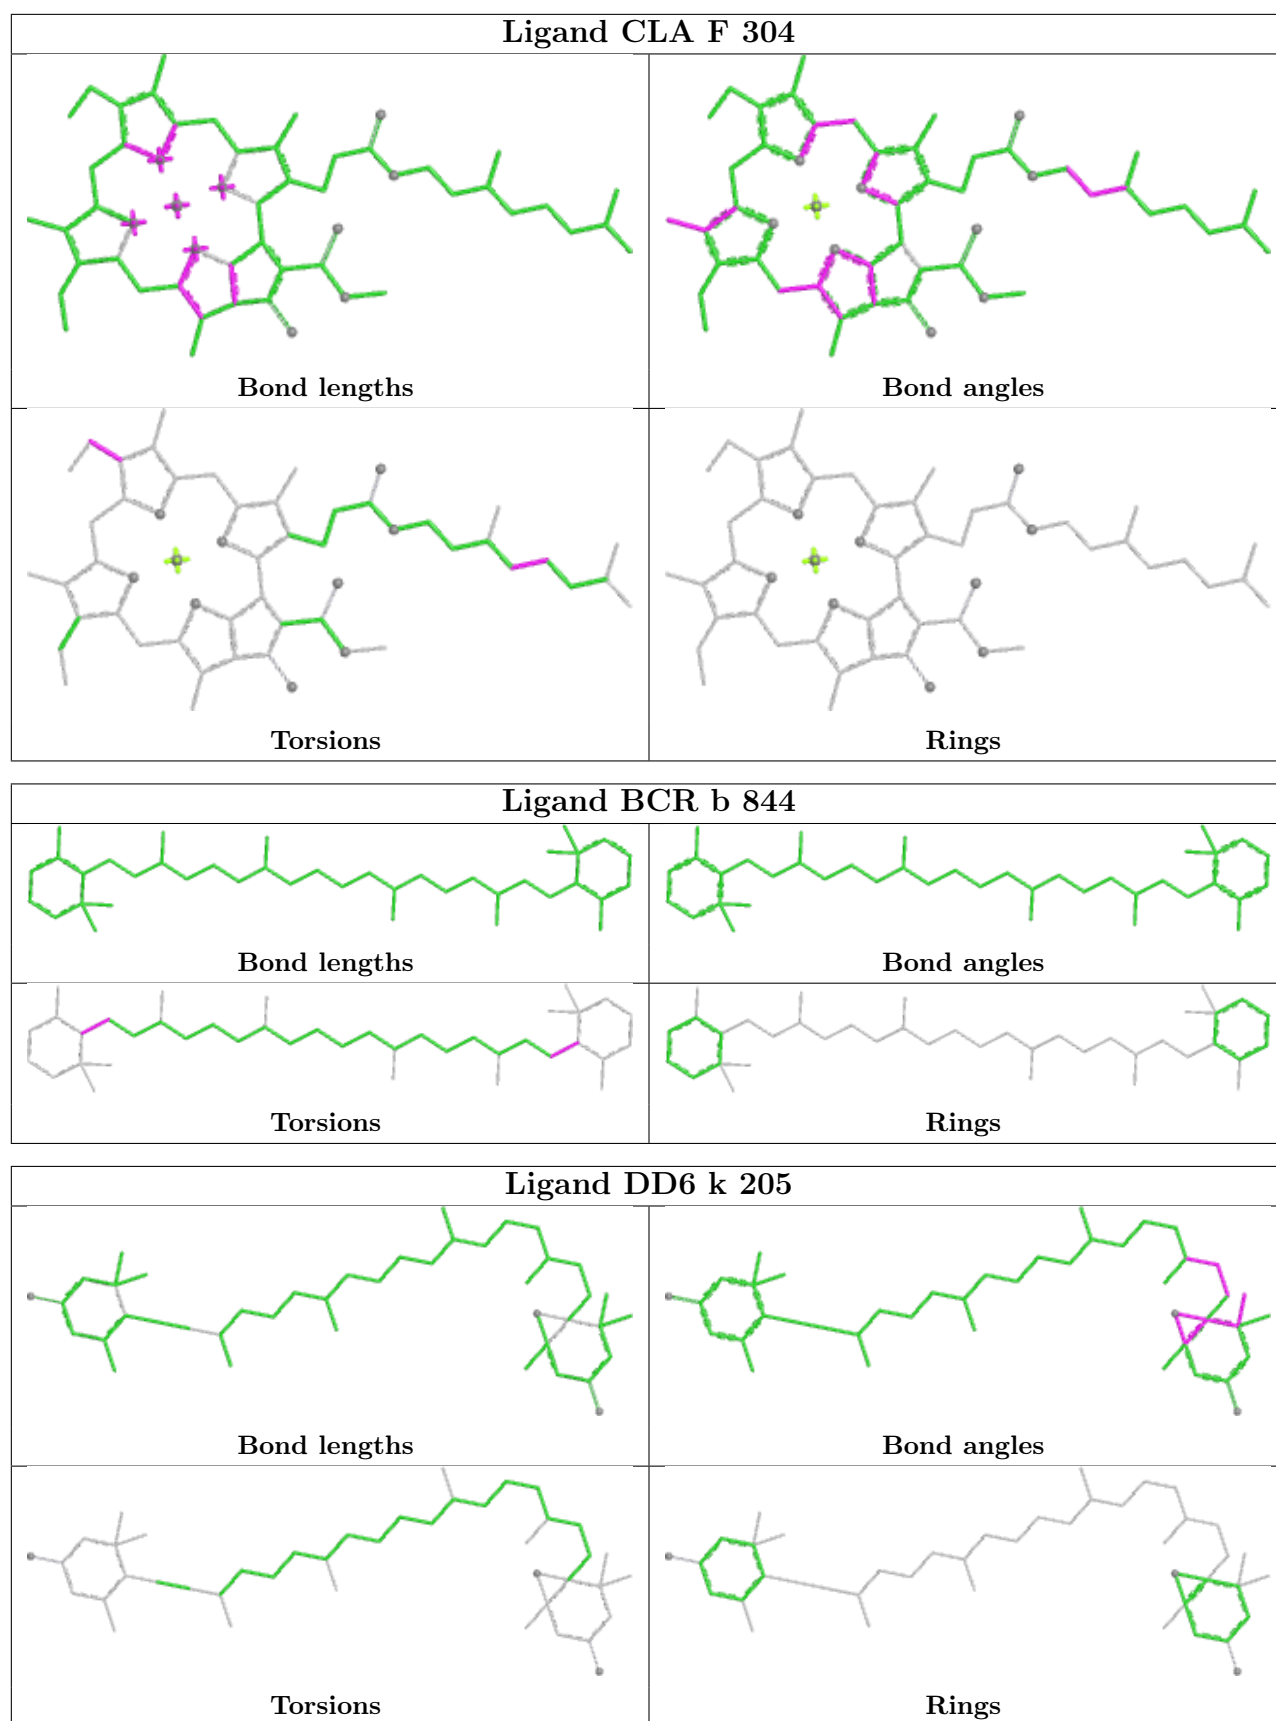 Ligand CLA F 304
Bond lengths
Bond angles
Torsions
Rings
Ligand BCR b 844
Bond lengths
Bond angles
Torsions
Rings
Ligand DD6 k 205
Bond lengths
Bond angles
Torsions
Rings